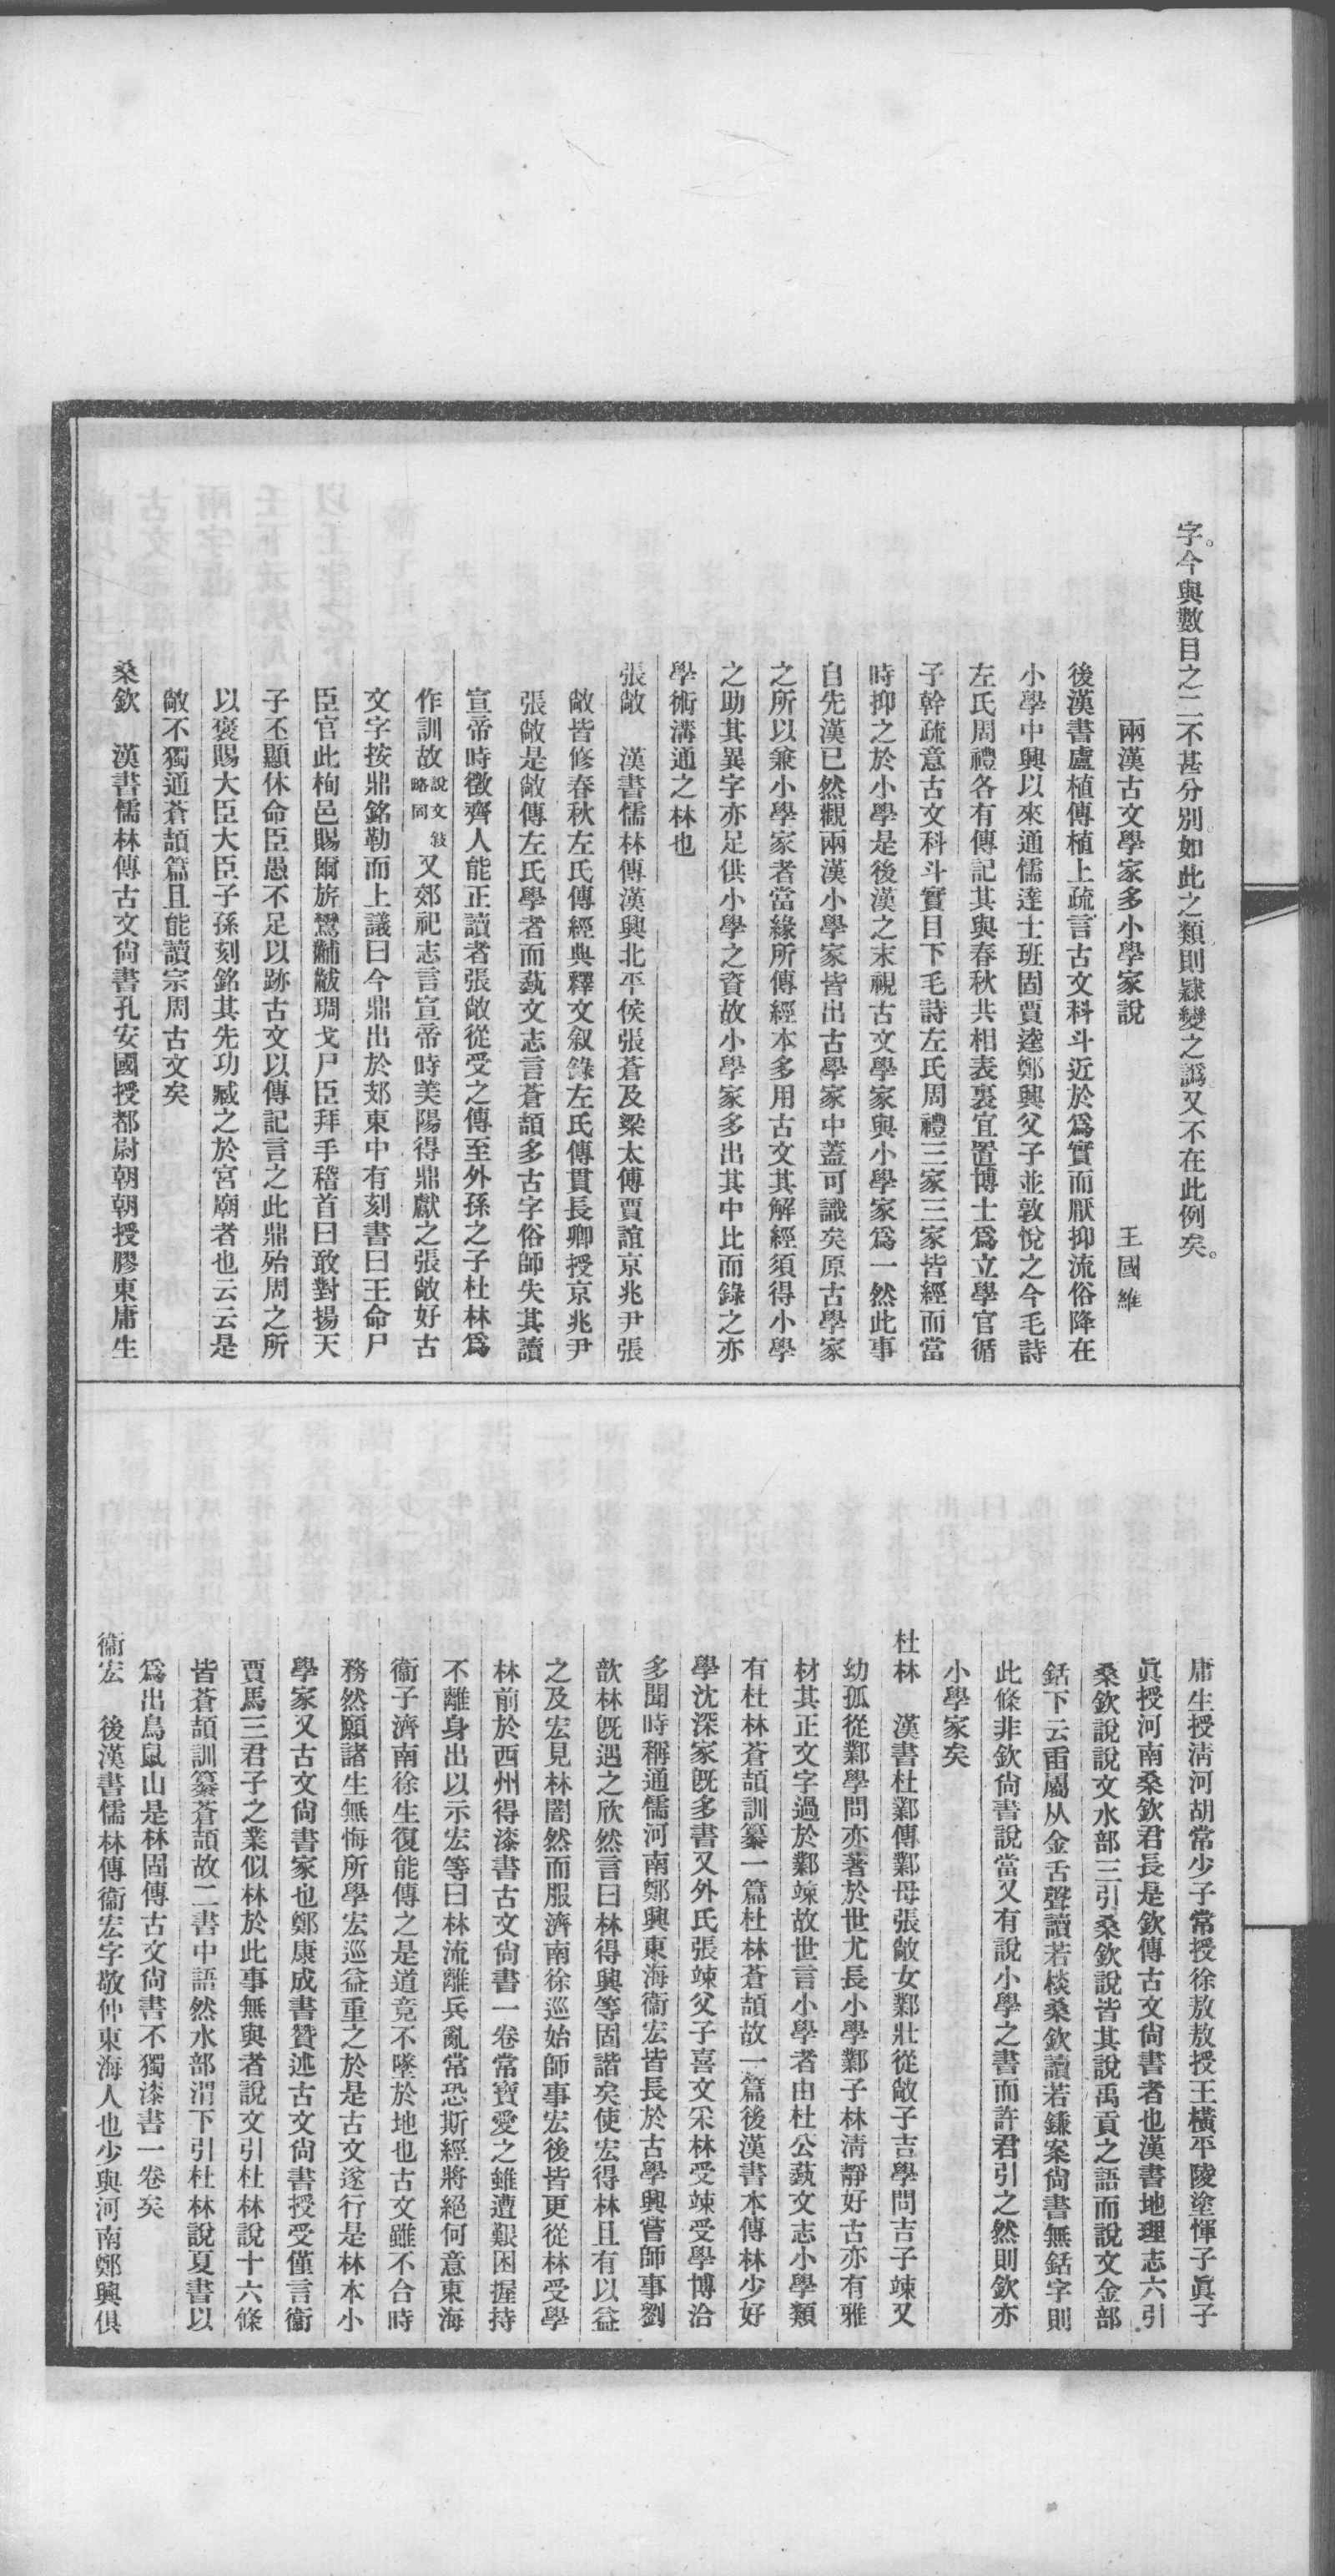 字。今與數目之二不甚分別。如此之類。則隸變之譌。又不在此例矣。
兩漢古文學家多小學家說
王國維
後漢書盧植傳植上疏言古文科斗近於爲實而厭抑流俗降在
小學中興以來通儒達士班固賈逵鄭興父子並敦悅之今毛詩
左氏周禮各有傳記其與春秋共相表裏宜置博士爲立學官循
子幹疏意古文科斗實目下毛詩左氏周禮三家三家皆經而當
時抑之於小學是後漢之末視古文學家與小學家爲一然此事
自先漢已然觀兩漢小學家皆出古學家中蓋可識矣原古學家
之所以兼小學家者當緣所傳經本多用古文其解經須得小學
之助其異字亦足供小學之資故小學家多出其中比而錄之亦
學術溝通之林也
張敞　漢書儒林傳漢興北平侯張蒼及梁太傅賈誼京兆尹張
敞皆修春秋左氏傳經典釋文叙錄左氏傳貫長卿授京兆尹
張敞是敞傳左氏學者而蓺文志言蒼頡多古字俗師失其讀
宣帝時徵齊人能正讀者張敞從受之傳至外孫之子杜林爲
作訓故說文敍略同又郊祀志言宣帝時美陽得鼎獻之張敞好古
文字按鼎銘勒而上議曰今鼎出於郊東中有刻書曰王命尸
臣官此栒邑賜爾旂鸞黼黻琱戈尸臣拜手稽首曰敢對揚天
子丕顯休命臣愚不足以跡古文以傳記言之此鼎殆周之所
以褒賜大臣大臣子孫刻銘其先功臧之於宮廟者也云云是
敞不獨通蒼頡篇且能讀宗周古文矣
桑欽　漢書儒林傳古文尙書孔安國授都尉朝朝授膠東庸生
庸生授淸河胡常少子常授徐敖敖授王橫平陵塗惲子眞子
眞授河南桑欽君長是欽傳古文尙書者也漢書地理志六引
桑欽說說文水部三引桑欽說皆其說禹貢之語而說文金部
銛下云臿屬从金舌聲讀若棪桑欽讀若鐮案尙書無銛字則
此條非欽尙書說當又有說小學之書而許君引之然則欽亦
小學家矣
杜林　漢書杜鄴傳鄴母張敞女鄴壯從敞子吉學問吉子竦又
幼孤從鄴學問亦著於世尤長小學鄴子林淸靜好古亦有雅
材其正文字過於鄴竦故世言小學者由杜公蓺文志小學類
有杜林蒼頡訓纂一篇杜林蒼頡故一篇後漢書本傳林少好
學沈深家旣多書又外氏張竦父子喜文采林受竦受學博洽
多聞時稱通儒河南鄭興東海衞宏皆長於古學興嘗師事劉
歆林旣遇之欣然言曰林得興等固諧矣使宏得林且有以益
之及宏見林闇然而服濟南徐巡始師事宏後皆更從林受學
林前於西州得漆書古文尙書一卷常寶愛之雖遭艱困握持
不離身出以示宏等曰林流離兵亂常恐斯經將絕何意東海
衞子濟南徐生復能傳之是道竟不墜於地也古文雖不合時
務然願諸生無悔所學宏巡益重之於是古文遂行是林本小
學家又古文尙書家也鄭康成書贊述古文尙書授受僅言衞
賈馬三君子之業似林於此事無與者說文引杜林說十六條
皆蒼頡訓纂蒼頡故二書中語然水部渭下引杜林說夏書以
爲出鳥鼠山是林固傳古文尙書不獨漆書一卷矣
衞宏　後漢書儒林傳衞宏字敬仲東海人也少與河南鄭興俱